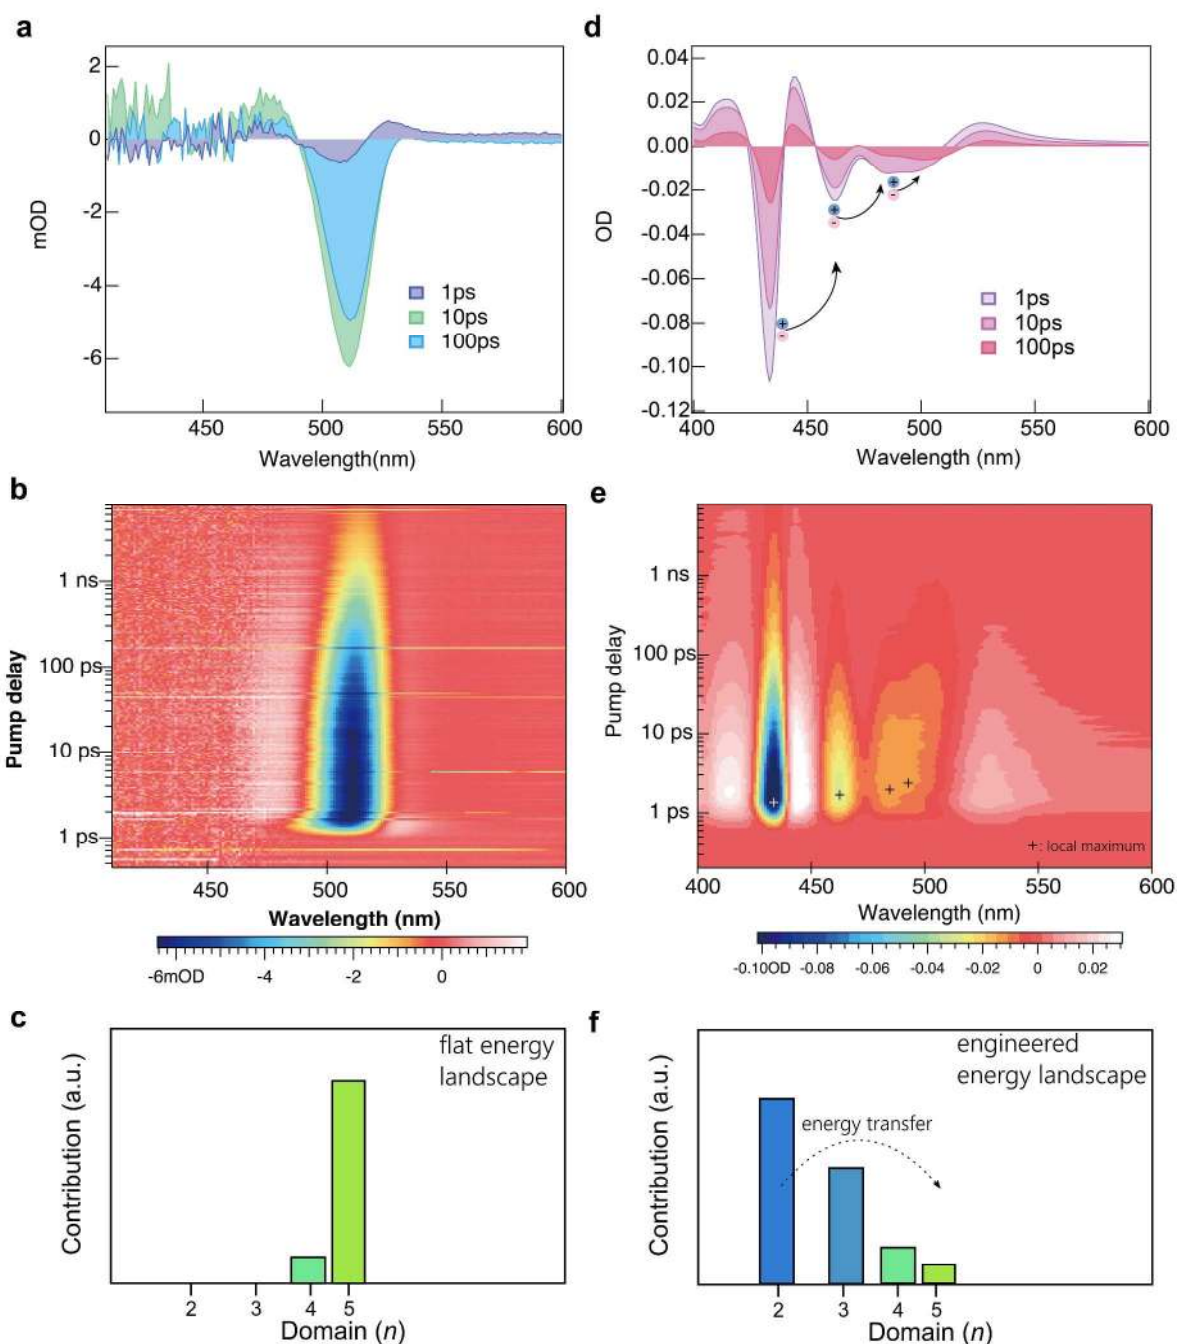 a
2
0
-2
-4
-6
mOD
1ps
10ps
100ps
450
500
550
600
Wavelength(nm)
d
0.04
0.02
0.00
-0.02
-0.04
-0.06
-0.08
-0.10
-0.12
OD
+
-
+
-
+
-
1ps
10ps
100ps
400
450
500
550
600
Wavelength (nm)
b
Pump delay
1 ns
100 ps
10 ps
1 ps
450
500
550
600
Wavelength (nm)
-6mOD
-4
-2
0
e
Pump delay
1 ns
100 ps
10 ps
1 ps
+: local maximum
400
450
500
550
600
Wavelength (nm)
-0.10OD
-0.08
-0.06
-0.04
-0.02
0
0.02
c
Contribution (a.u.)
flat energy
landscape
2
3
4
5
Domain (n)
f
Contribution (a.u.)
engineered
energy landscape
energy transfer
2
3
4
5
Domain (n)